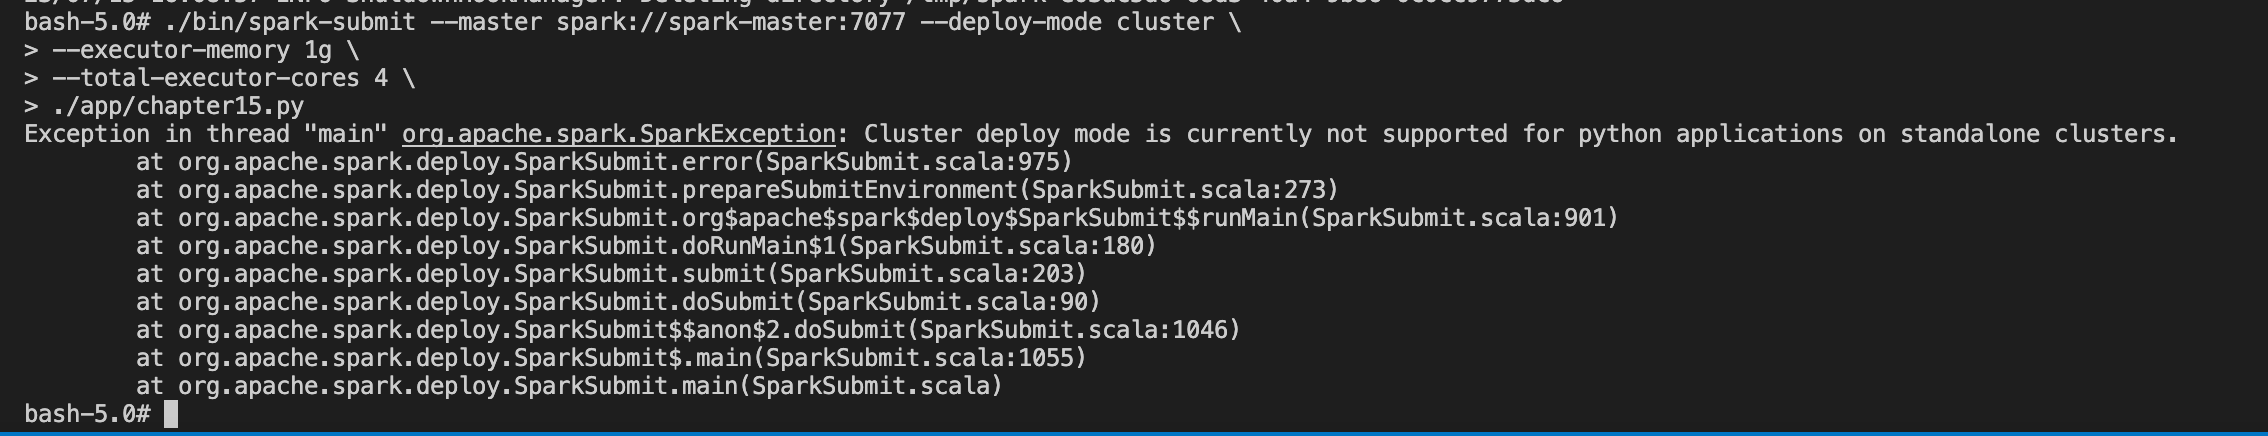 bash-5.0# ./bin/spark-submit --master spark://spark-master:7077 --deploy-mode cluster \
> --executor-memory 1g \
> --total-executor-cores 4 \
> ./app/chapter15.py
Exception in thread "main" org.apache.spark.SparkException: Cluster deploy mode is currently not supported for python applications on standalone clusters.
at org.apache.spark.deploy.SparkSubmit.error(SparkSubmit.scala:975)
at org.apache.spark.deploy.SparkSubmit.prepareSubmitEnvironment(SparkSubmit.scala:273)
at org.apache.spark.deploy.SparkSubmit.org$apache$spark$deploy$SparkSubmit$$runMain(SparkSubmit.scala:901)
at org.apache.spark.deploy.SparkSubmit.doRunMain$1(SparkSubmit.scala:180)
at org.apache.spark.deploy.SparkSubmit.submit(SparkSubmit.scala:203)
at org.apache.spark.deploy.SparkSubmit.doSubmit(SparkSubmit.scala:90)
at org.apache.spark.deploy.SparkSubmit$$anon$2.doSubmit(SparkSubmit.scala:1046)
at org.apache.spark.deploy.SparkSubmit$.main(SparkSubmit.scala:1055)
at org.apache.spark.deploy.SparkSubmit.main(SparkSubmit.scala)
bash-5.0#